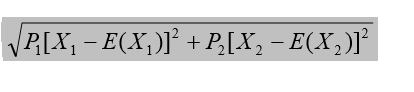 √(P₁[X₁ − E(X₁)]² + P₂[X₂ − E(X₂)]²)